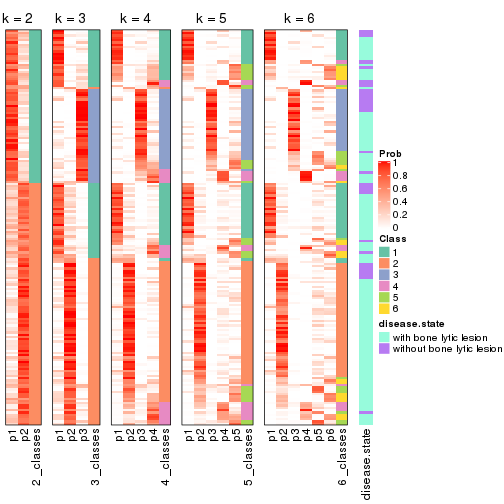 k = 2
k = 3
k = 4
k = 5
k = 6
Prob
1
0.8
0.6
0.4
0.2
0
Class
1
2
3
4
5
6
disease.state
with bone lytic lesion
without bone lytic lesion
p1
p2
2_classes
p1
p2
p3
3_classes
p1
p2
p3
p4
4_classes
p1
p2
p3
p4
p5
5_classes
p1
p2
p3
p4
p5
p6
6_classes
disease.state